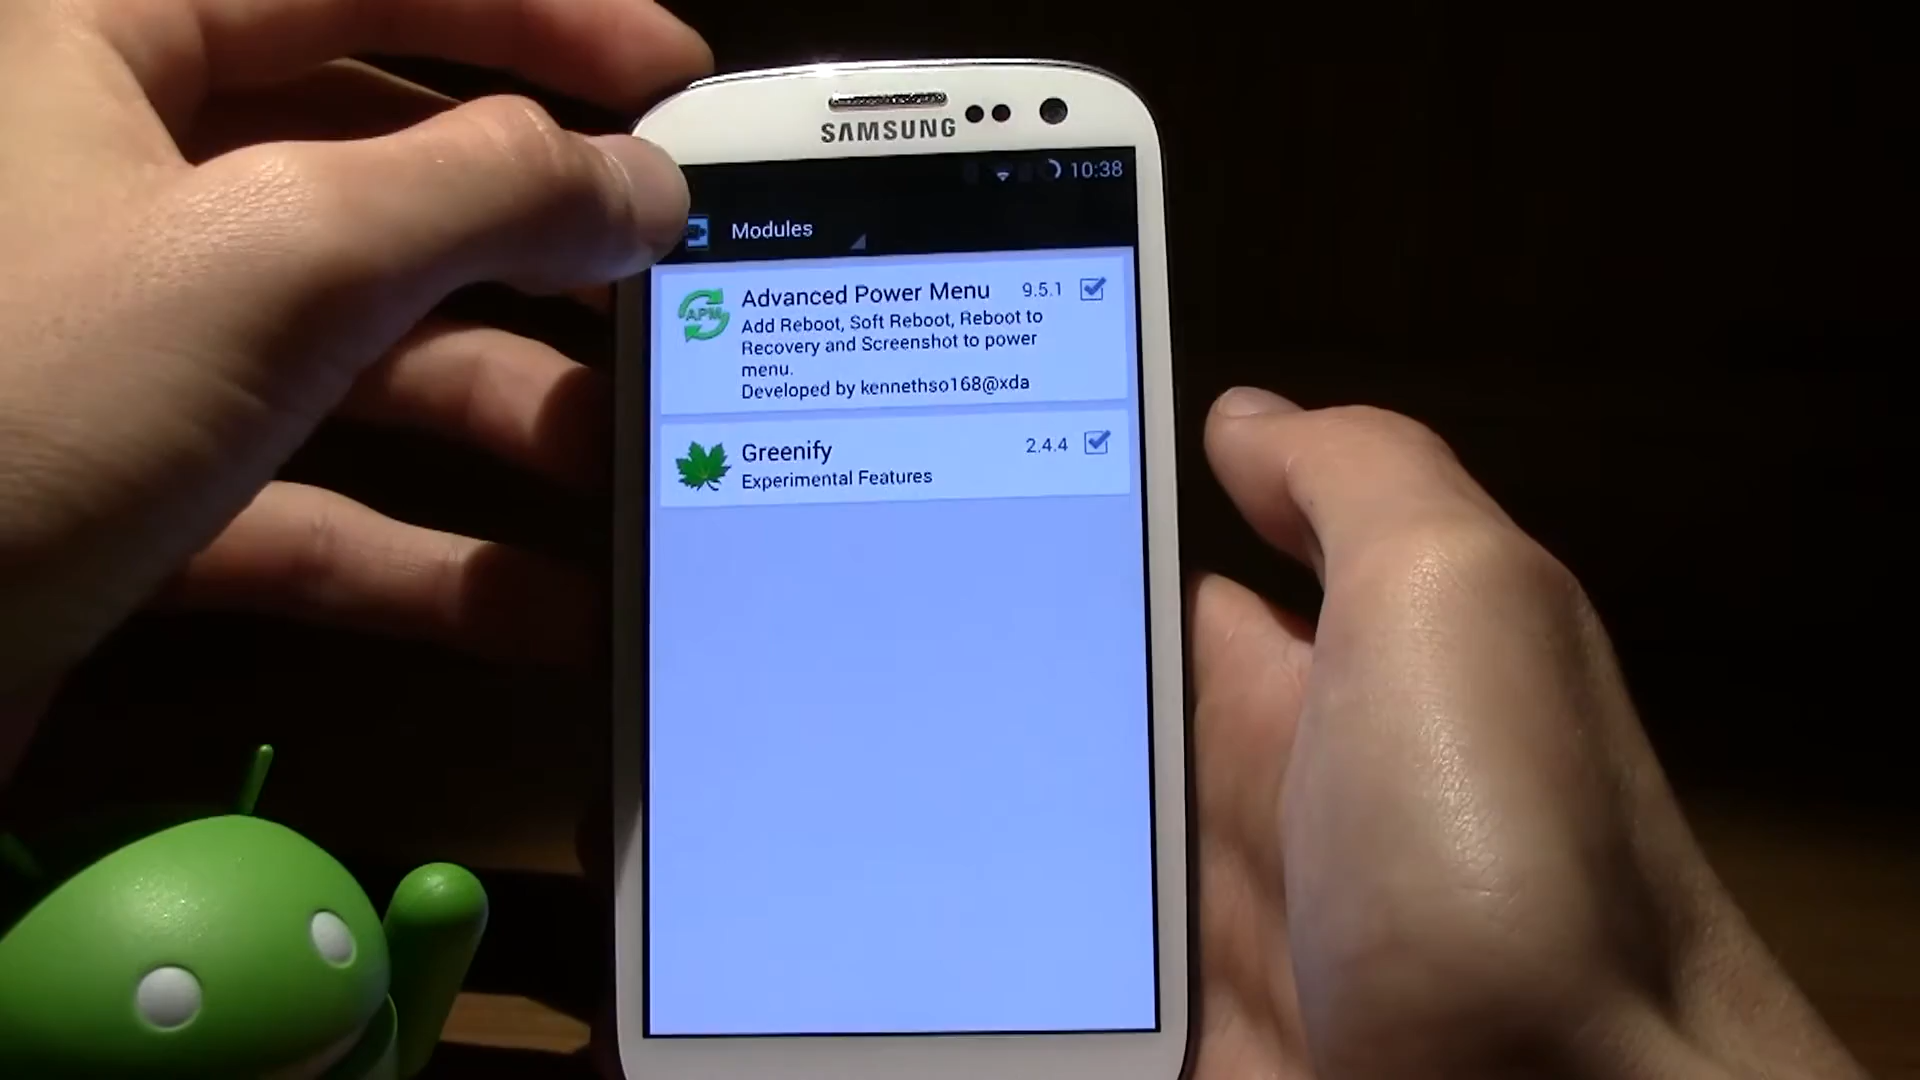 SAMSUNG
10:38
Modules
Advanced Power Menu 9.5.1
Add Reboot, Soft Reboot, Reboot to
Recovery and Screenshot to power
menu.
Developed by kennethso168@xda
APM
Greenify 2.4.4
Experimental Features